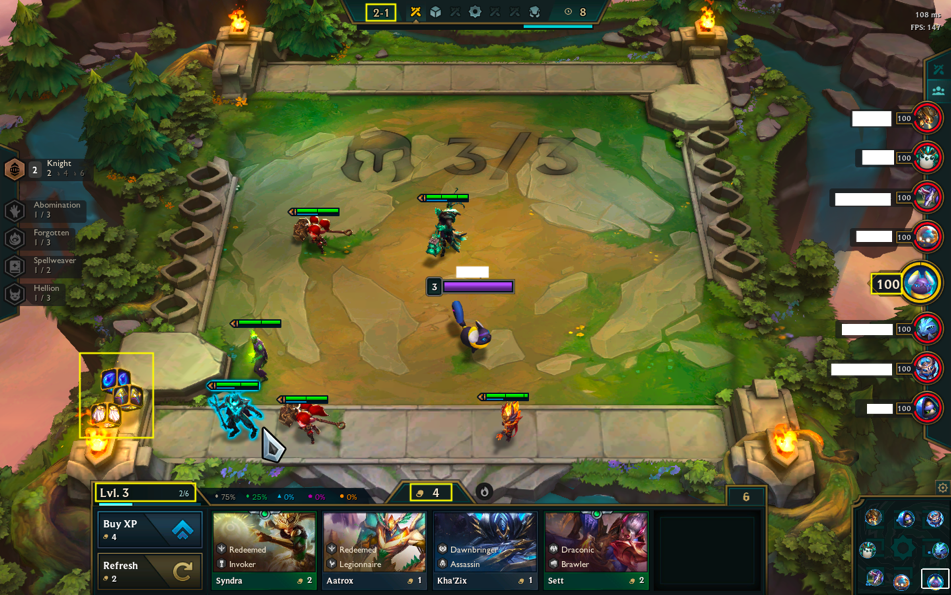 2-1
8
108 ms
FPS: 147
3/3
100
100
100
100
100
100
100
100
2
Knight
2 › 4 › 6
Abomination
1 / 3
Forgotten
1 / 3
Spellweaver
1 / 2
Hellion
1 / 3
3
Lvl. 3
2/6
75%
25%
0%
0%
0%
4
6
Buy XP
4
Refresh
2
Redeemed
Invoker
Syndra
2
Redeemed
Legionnaire
Aatrox
1
Dawnbringer
Assassin
Kha'Zix
1
Draconic
Brawler
Sett
2